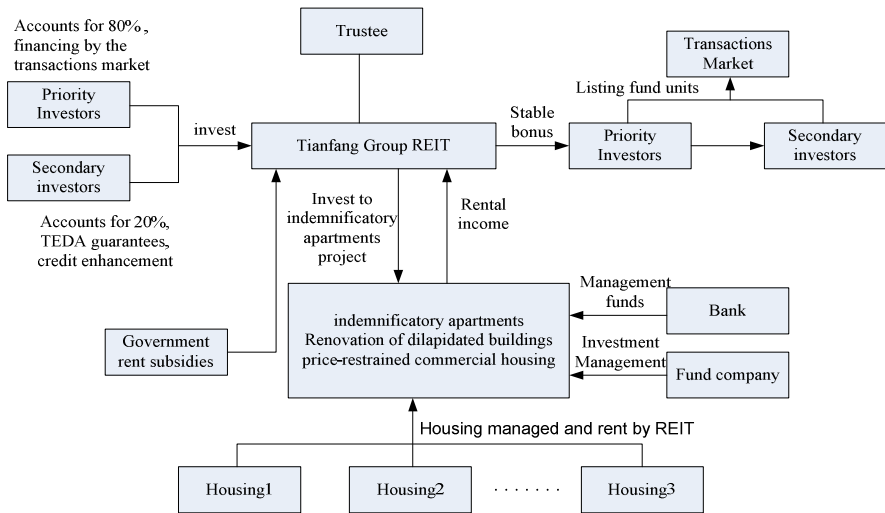 Accounts for 80%,
financing by the
transactions market
Priority
Investors
Secondary
investors
Accounts for 20%,
TEDA guarantees,
credit enhancement
invest
Trustee
Tianfang Group REIT
Stable
bonus
Transactions
Market
Listing fund units
Priority
Investors
Secondary
investors
Invest to
indemnificatory
apartments
project
Rental
income
Government
rent subsidies
indemnificatory apartments
Renovation of dilapidated buildings
price-restrained commercial housing
Management
funds
Bank
Investment
Management
Fund company
Housing managed and rent by REIT
Housing1
Housing2
. . . . . . .
Housing3